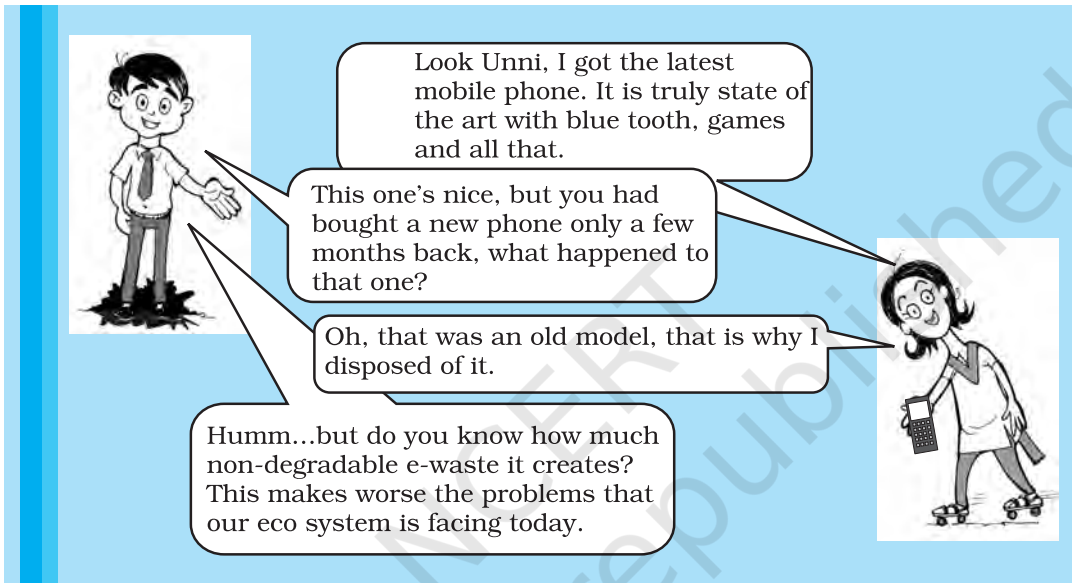 Look Unni, I got the latest
mobile phone. It is truly state of
the art with blue tooth, games
and all that.
This one's nice, but you had
bought a new phone only a few
months back, what happened to
that one?
Oh, that was an old model, that is why I
disposed of it.
Humm...but do you know how much
non-degradable e-waste it creates?
This makes worse the problems that
our eco system is facing today.
NCERT
republished